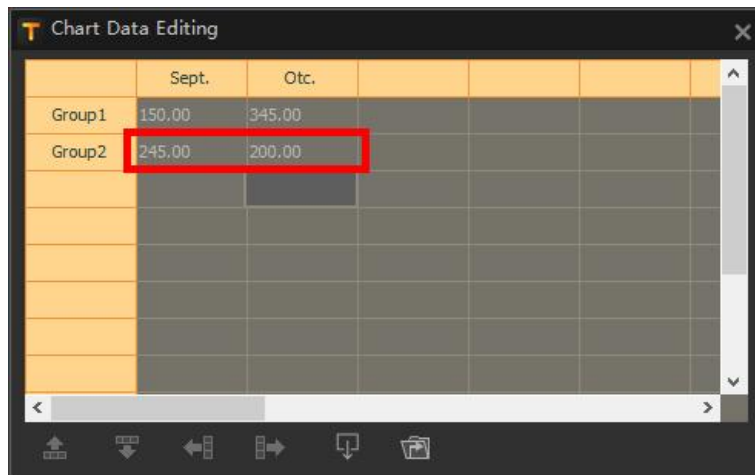 Chart Data Editing
Sept. Otc.
Group1 150.00 345.00
Group2 245.00 200.00